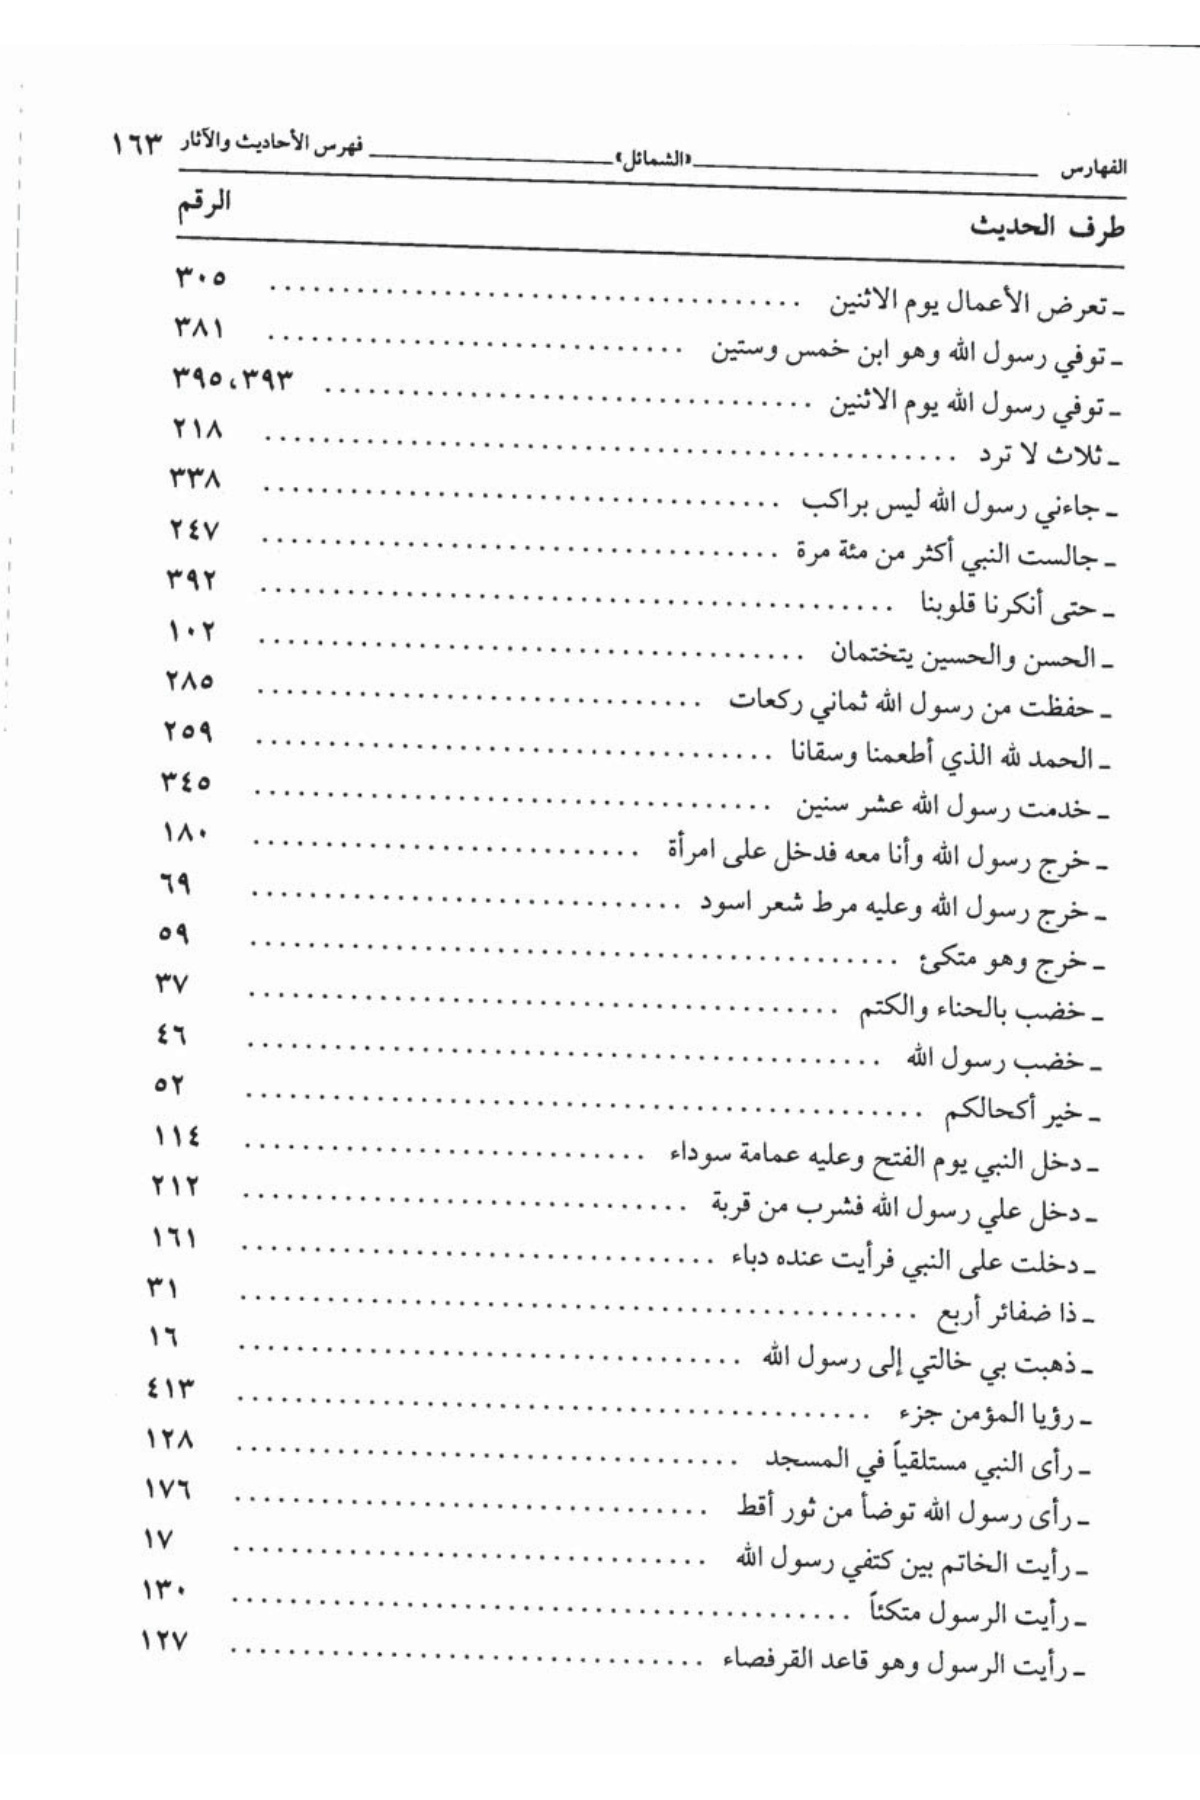 الفهارس «الشمائل» فهرس الأحاديث والآثار ١٦٣
طرف الحديث الرقم
ـ تعرض الأعمال يوم الاثنين ٣٠٥
ـ توفي رسول الله وهو ابن خمس وستين ٣٨١
ـ توفي رسول الله يوم الاثنين ٣٩٣، ٣٩٥
ـ ثلاث لا ترد ٢١٨
ـ جاءني رسول الله ليس براكب ٣٣٨
ـ جالست النبي أكثر من مئة مرة ٢٤٧
ـ حتى أنكرنا قلوبنا ٣٩٢
ـ الحسن والحسين يتختمان ١٠٢
ـ حفظت من رسول الله ثماني ركعات ٢٨٥
ـ الحمد لله الذي أطعمنا وسقانا ٢٥٩
ـ خدمت رسول الله عشر سنين ٣٤٥
ـ خرج رسول الله وأنا معه فدخل على امرأة ١٨٠
ـ خرج رسول الله وعليه مرط شعر اسود ٦٩
ـ خرج وهو متكئ ٥٩
ـ خضب بالحناء والكتم ٣٧
ـ خضب رسول الله ٤٦
ـ خير أكحالكم ٥٢
ـ دخل النبي يوم الفتح وعليه عمامة سوداء ١١٤
ـ دخل علي رسول الله فشرب من قربة ٢١٢
ـ دخلت على النبي فرأيت عنده دباء ١٦١
ـ ذا ضفائر أربع ٣١
ـ ذهبت بي خالتي إلى رسول الله ١٦
ـ رؤيا المؤمن جزء ٤١٣
ـ رأى النبي مستلقياً في المسجد ١٢٨
ـ رأى رسول الله توضأ من ثور أقط ١٧٦
ـ رأيت الخاتم بين كتفي رسول الله ١٧
ـ رأيت الرسول متكئاً ١٣٠
ـ رأيت الرسول وهو قاعد القرفصاء ١٢٧